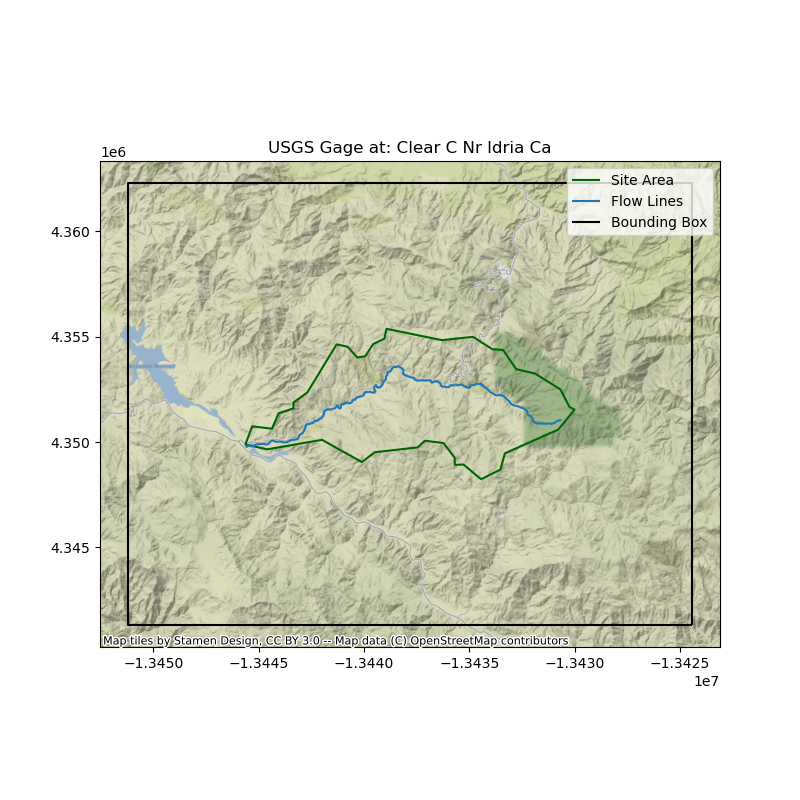 USGS Gage at: Clear C Nr Idria Ca
1e6
Site Area
Flow Lines
Bounding Box
4.360
4.355
4.350
4.345
Map tiles by Stamen Design, CC BY 3.0 -- Map data (C) OpenStreetMap contributors
−1.3450 −1.3445 −1.3440 −1.3435 −1.3430 −1.3425
1e7